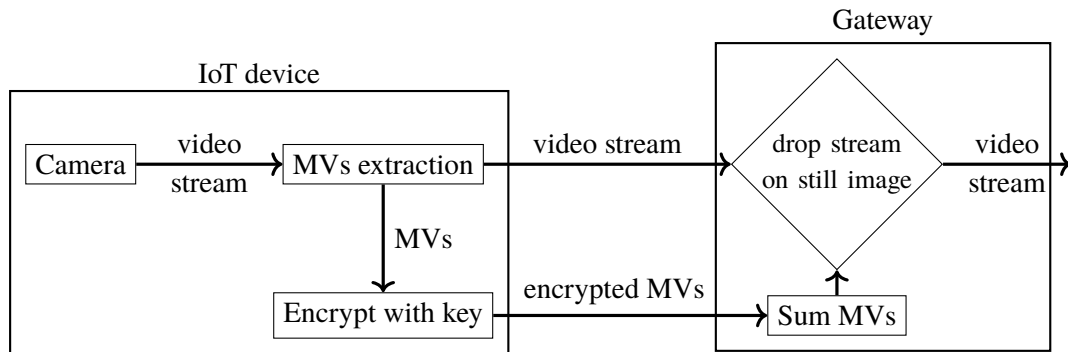 Gateway
IoT device
Camera
video
stream
MVs extraction
video stream
drop stream
on still image
video
stream
MVs
Encrypt with key
encrypted MVs
Sum MVs